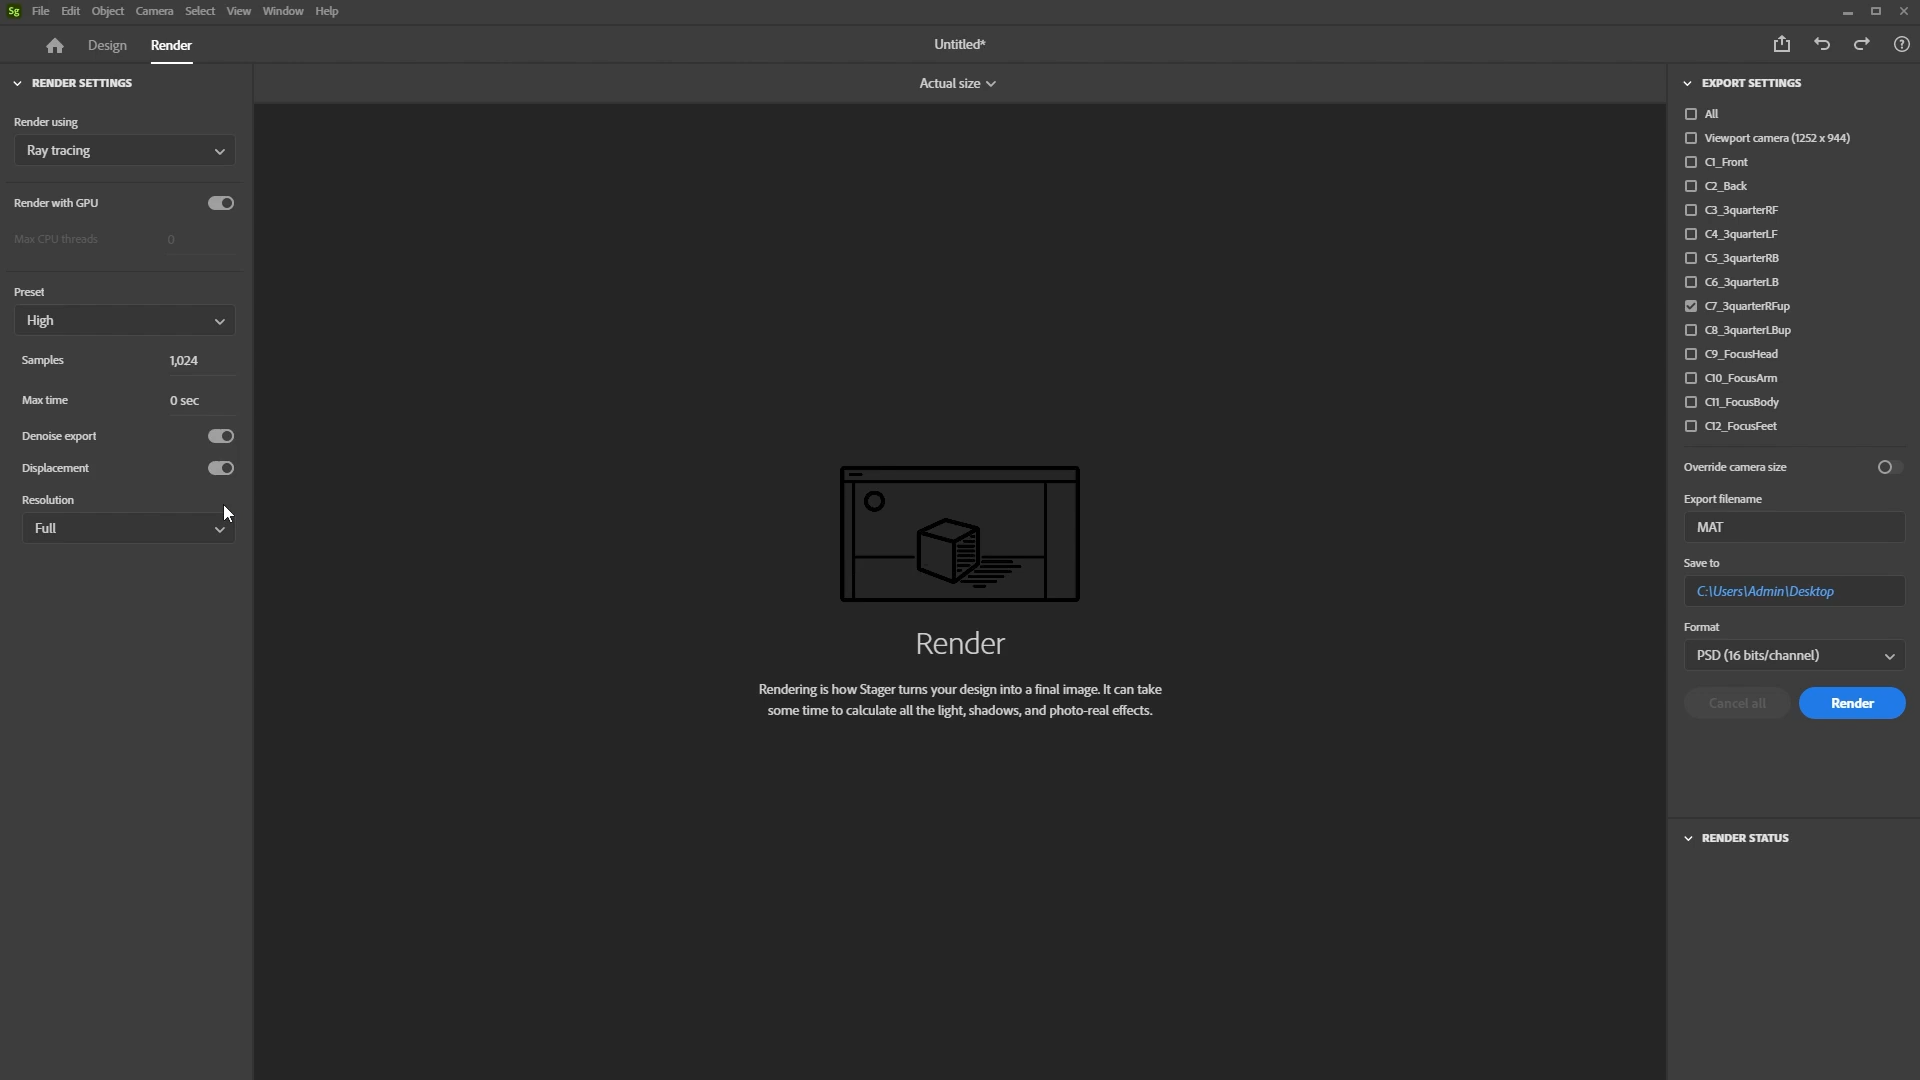 Sg File Edit Object Camera Select View Window Help
Design Render Untitled*
RENDER SETTINGS
Render using
Ray tracing
Render with GPU
Max CPU threads 0
Preset
High
Samples 1,024
Max time 0 sec
Denoise export
Displacement
Resolution
Full
Actual size
Render
Rendering is how Stager turns your design into a final image. It can take
some time to calculate all the light, shadows, and photo-real effects.
EXPORT SETTINGS
All
Viewport camera (1252 x 944)
C1_Front
C2_Back
C3_3quarterRF
C4_3quarterLF
C5_3quarterRB
C6_3quarterLB
C7_3quarterRFup
C8_3quarterLBup
C9_FocusHead
C10_FocusArm
C11_FocusBody
C12_FocusFeet
Override camera size
Export filename
MAT
Save to
C:\Users\Admin\Desktop
Format
PSD (16 bits/channel)
Cancel all Render
RENDER STATUS